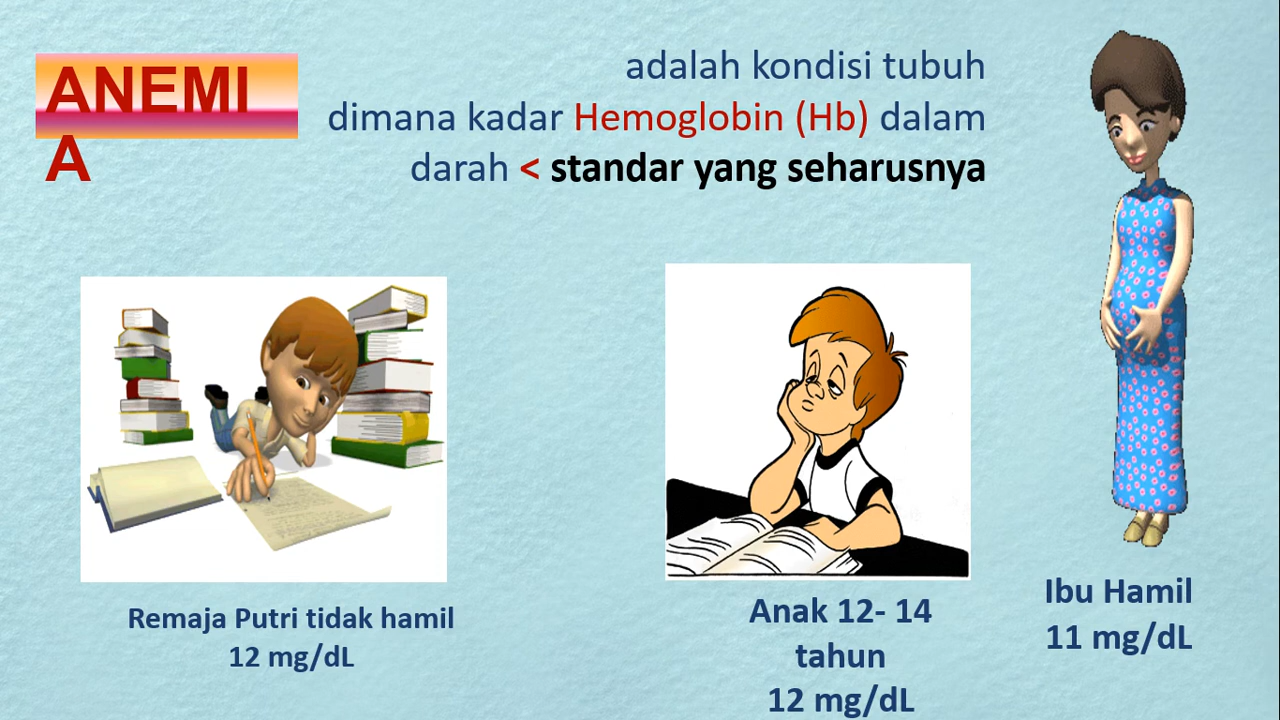 ANEMI
A
adalah kondisi tubuh
dimana kadar Hemoglobin (Hb) dalam
darah < standar yang seharusnya
Remaja Putri tidak hamil
12 mg/dL
Anak 12- 14
tahun
12 mg/dL
Ibu Hamil
11 mg/dL